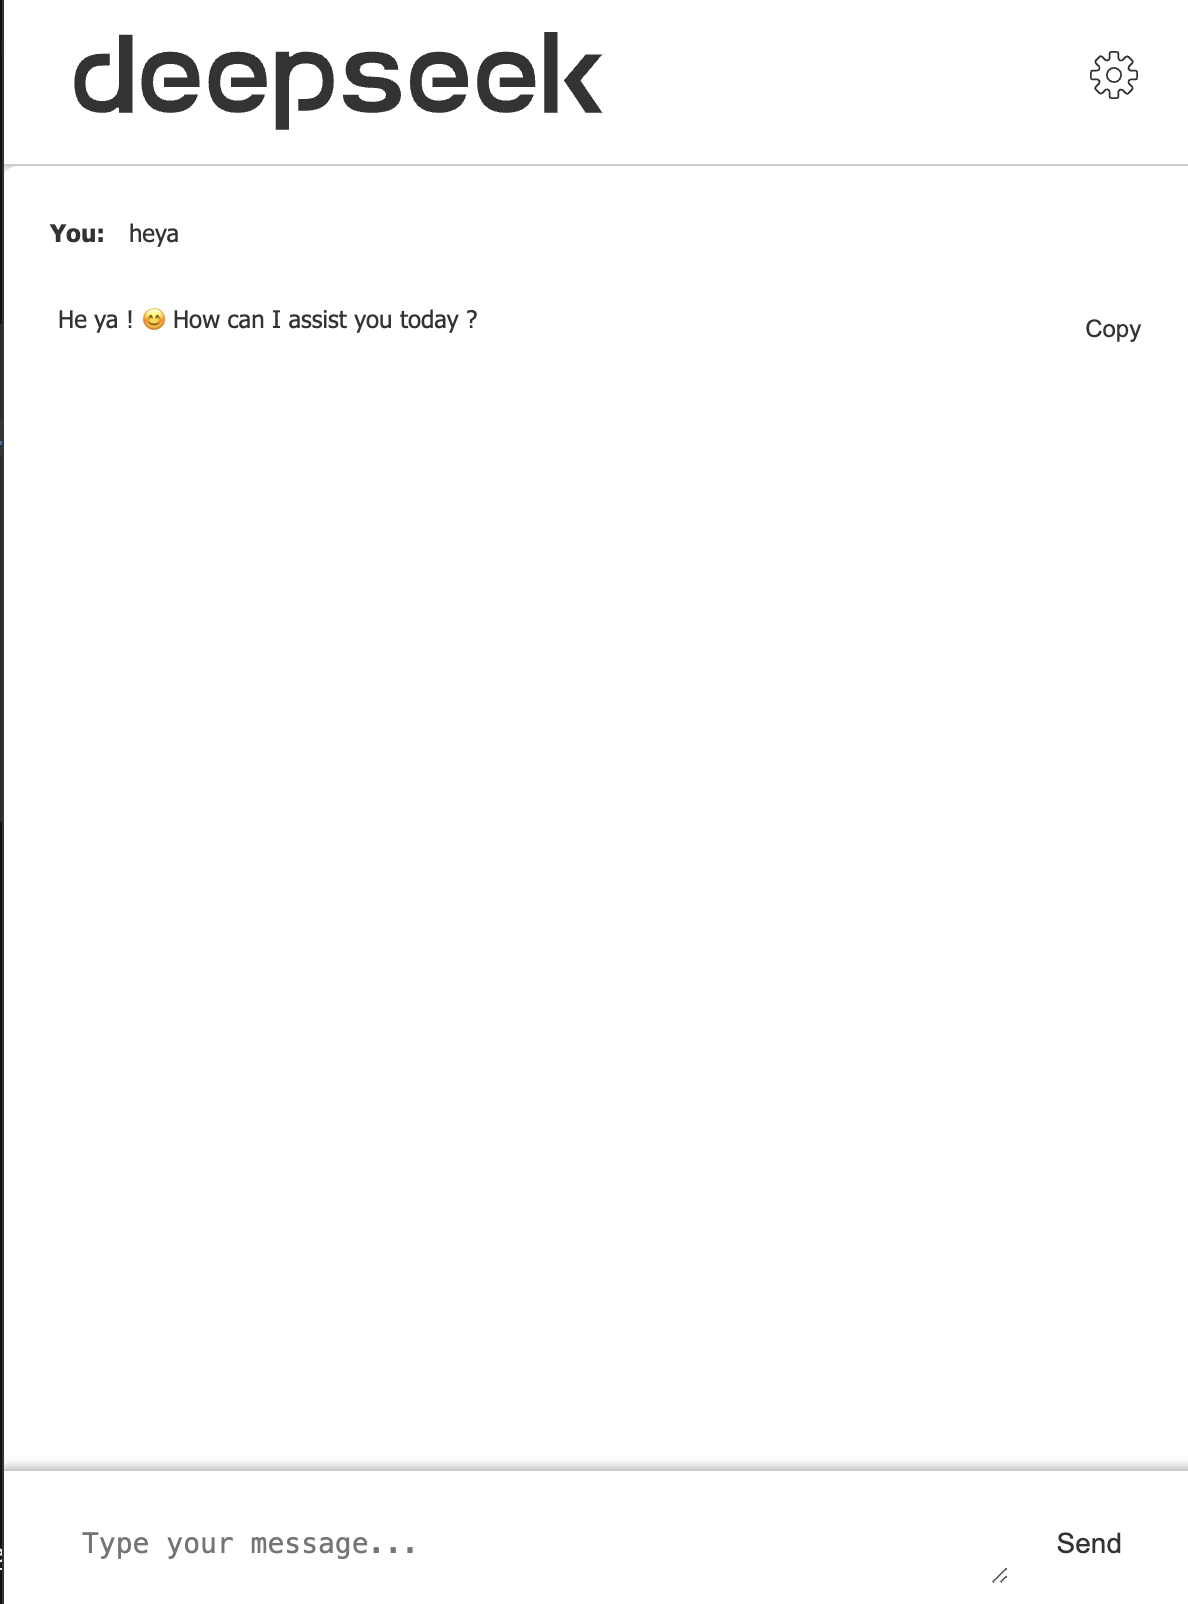 deepseek
You: heya
He ya ! 😊 How can I assist you today ?
Copy
Type your message...
Send